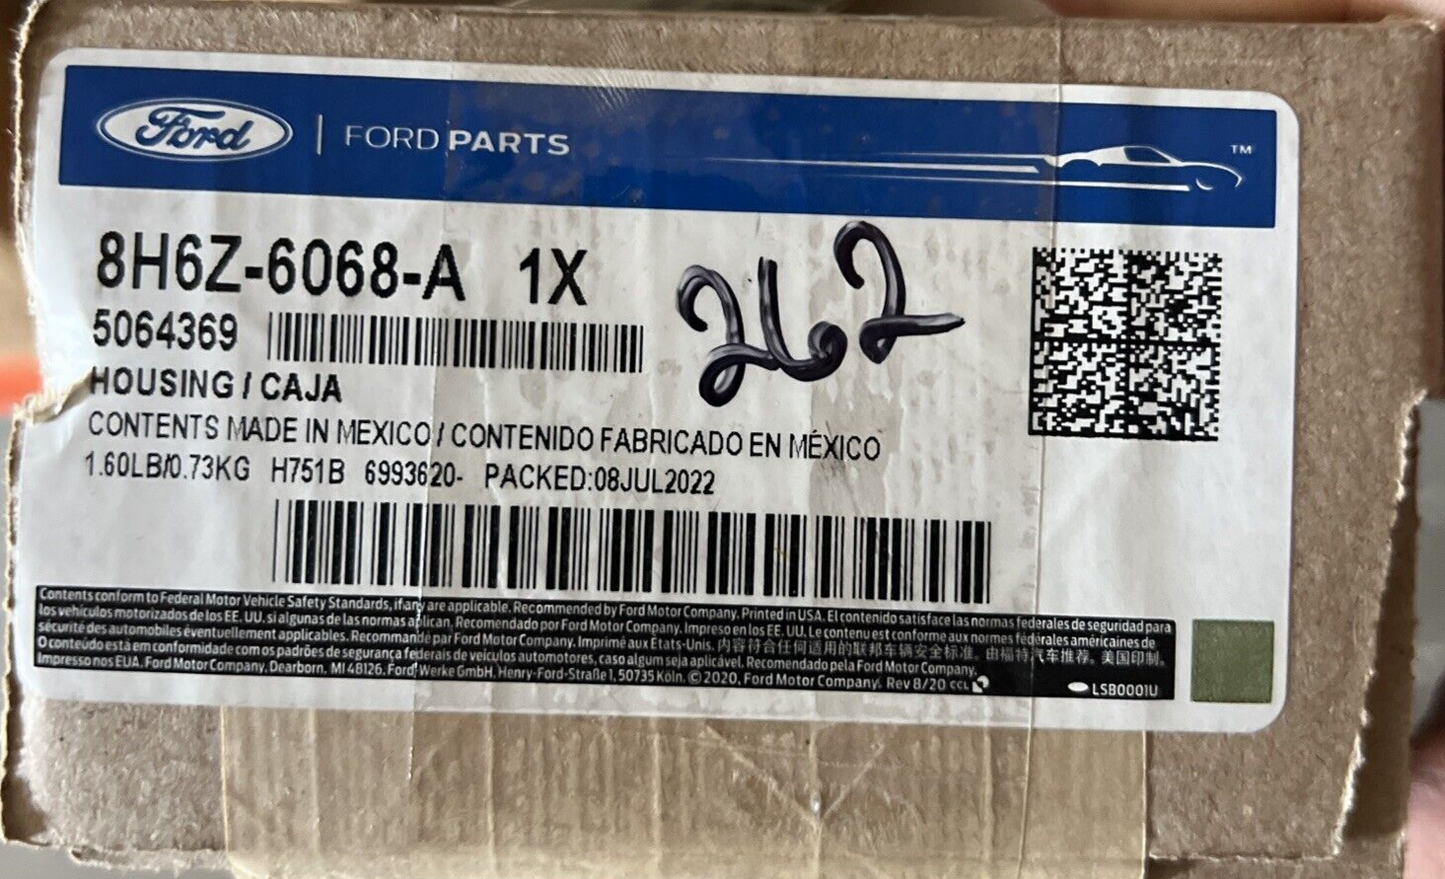 Ford | FORD PARTS ™
8H6Z-6068-A 1X
262
5064369
HOUSING / CAJA
CONTENTS MADE IN MEXICO / CONTENIDO FABRICADO EN MÉXICO
1.60LB/0.73KG H751B 6993620- PACKED:08JUL2022
Contents conform to Federal Motor Vehicle Safety Standards, if any are applicable. Recommended by Ford Motor Company. Printed in USA. El contenido satisface las normas federales de seguridad para
los vehículos motorizados de los EE. UU. si algunas de las normas aplican. Recomendado por Ford Motor Company. Impreso en los EE. UU. Le contenu est conforme aux normes fédérales américaines de
sécurité des automobiles éventuellement applicables. Recommandé par Ford Motor Company. Imprimé aux Etats-Unis. 内容符合任何适用的联邦车辆安全标准。由福特汽车推荐。美国印制。
O conteúdo está em conformidade com os padrões de segurança federais de veículos automotores, caso algum seja aplicável. Recomendado pela Ford Motor Company.
Impresso nos EUA. Ford Motor Company, Dearborn, MI 48126. Ford-Werke GmbH, Henry-Ford-Straße 1, 50735 Köln. © 2020, Ford Motor Company. Rev 8/20 CCL
LSB0001U